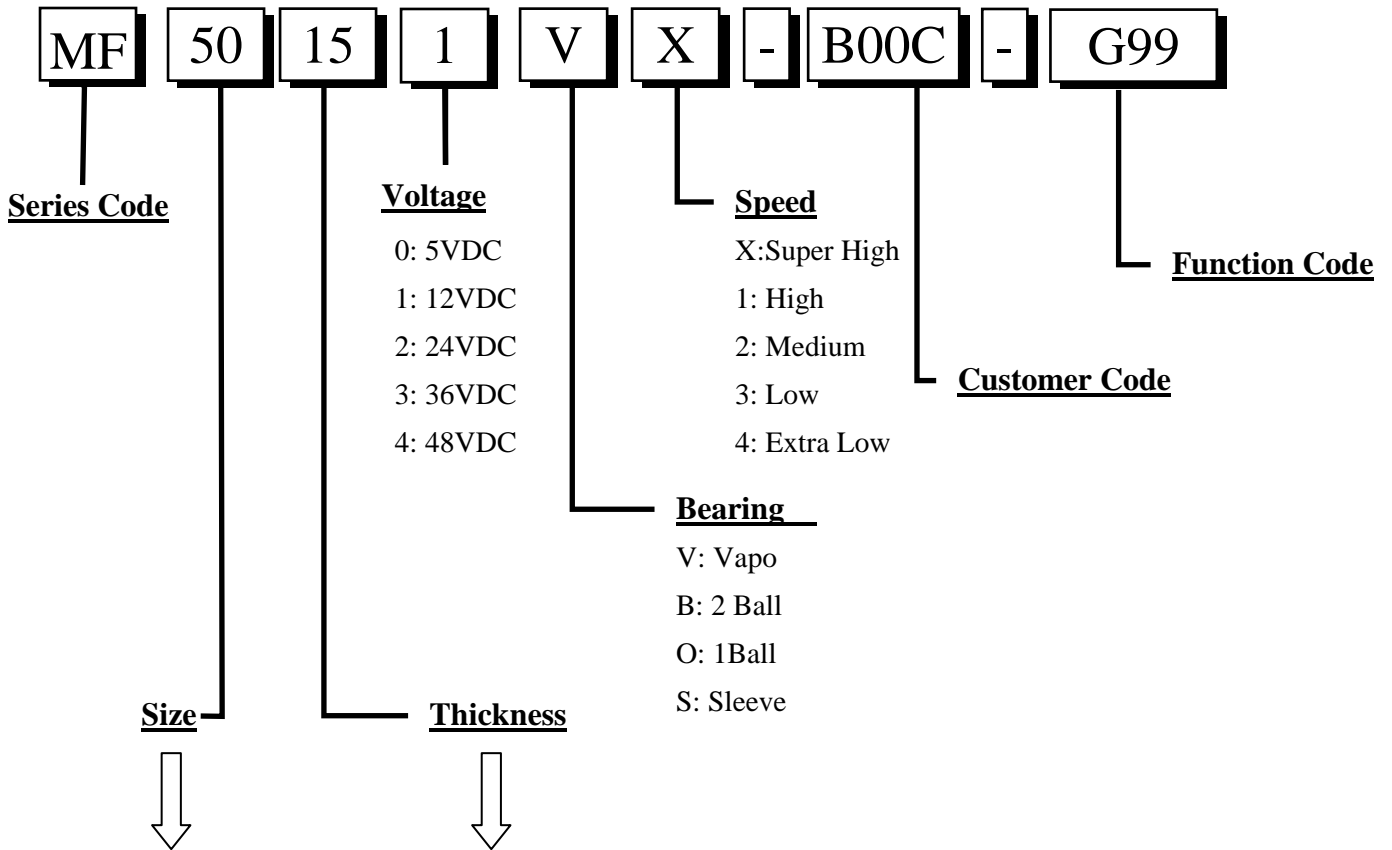 MF 50 15 1 V X - B00C - G99
Series Code
Voltage
0: 5VDC
1: 12VDC
2: 24VDC
3: 36VDC
4: 48VDC
Speed
X:Super High
1: High
2: Medium
3: Low
4: Extra Low
Function Code
Customer Code
Bearing
V: Vapo
B: 2 Ball
O: 1Ball
S: Sleeve
Size
Thickness